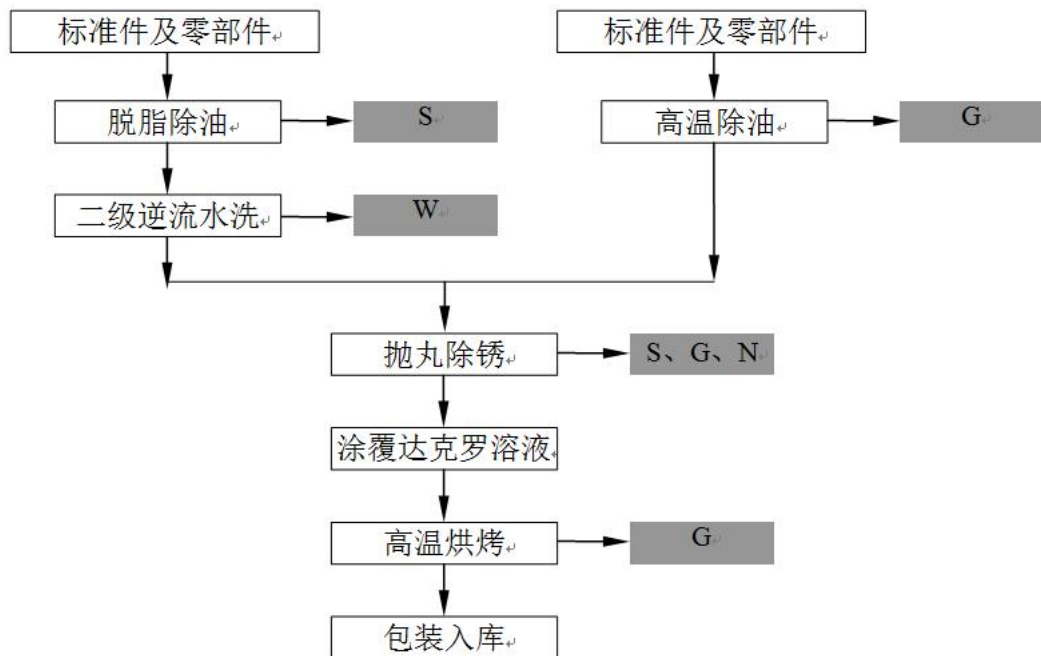 标准件及零部件
标准件及零部件
脱脂除油
S
高温除油
G
二级逆流水洗
W
抛丸除锈
S、G、N
涂覆达克罗溶液
高温烘烤
G
包装入库